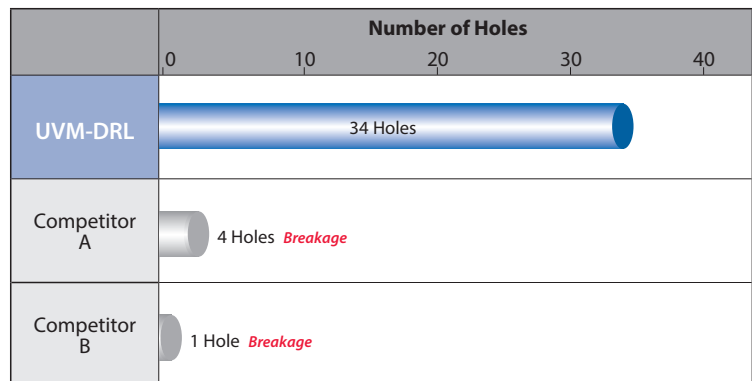 Number of Holes
0 10 20 30 40
UVM-DRL
34 Holes
Competitor
A
4 Holes Breakage
Competitor
B
1 Hole Breakage